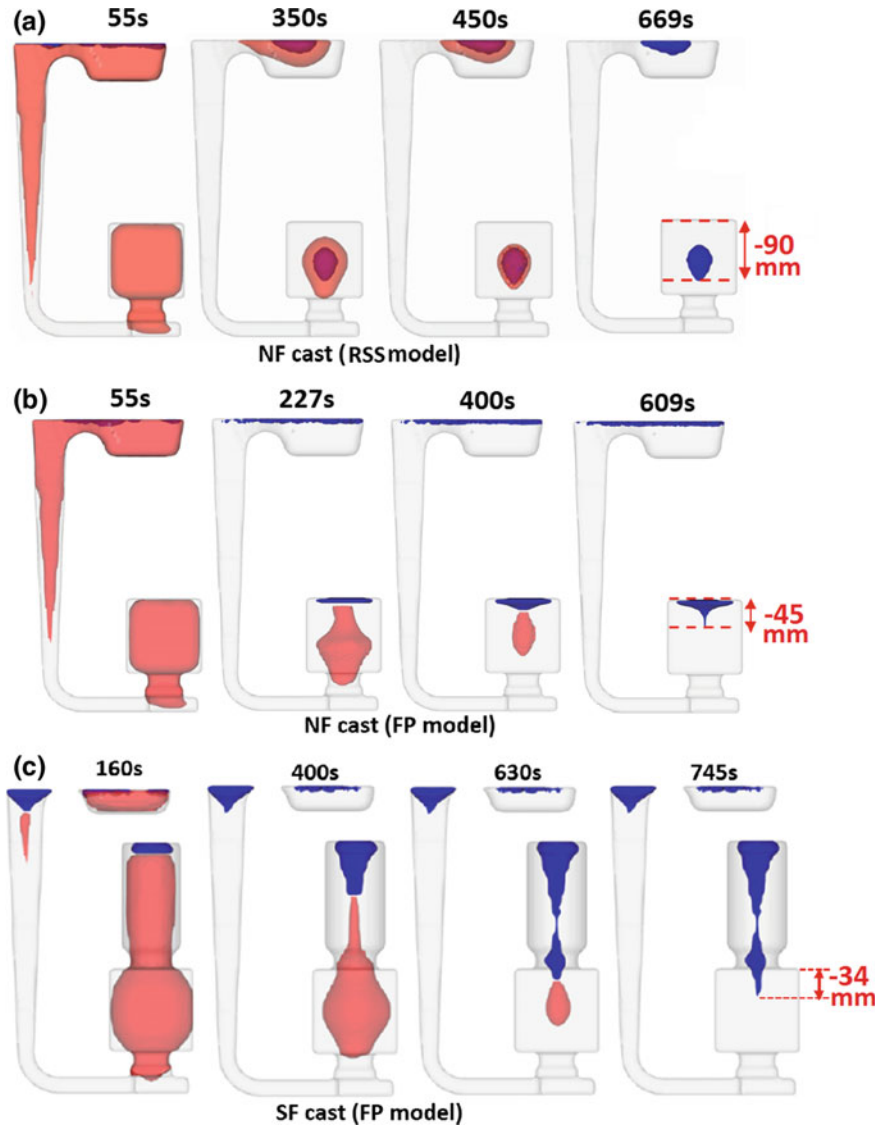 (a)
55s 350s 450s 669s
-90
mm
NF cast (RSS model)
(b)
55s 227s 400s 609s
-45
mm
NF cast (FP model)
(c)
160s 400s 630s 745s
-34
mm
SF cast (FP model)